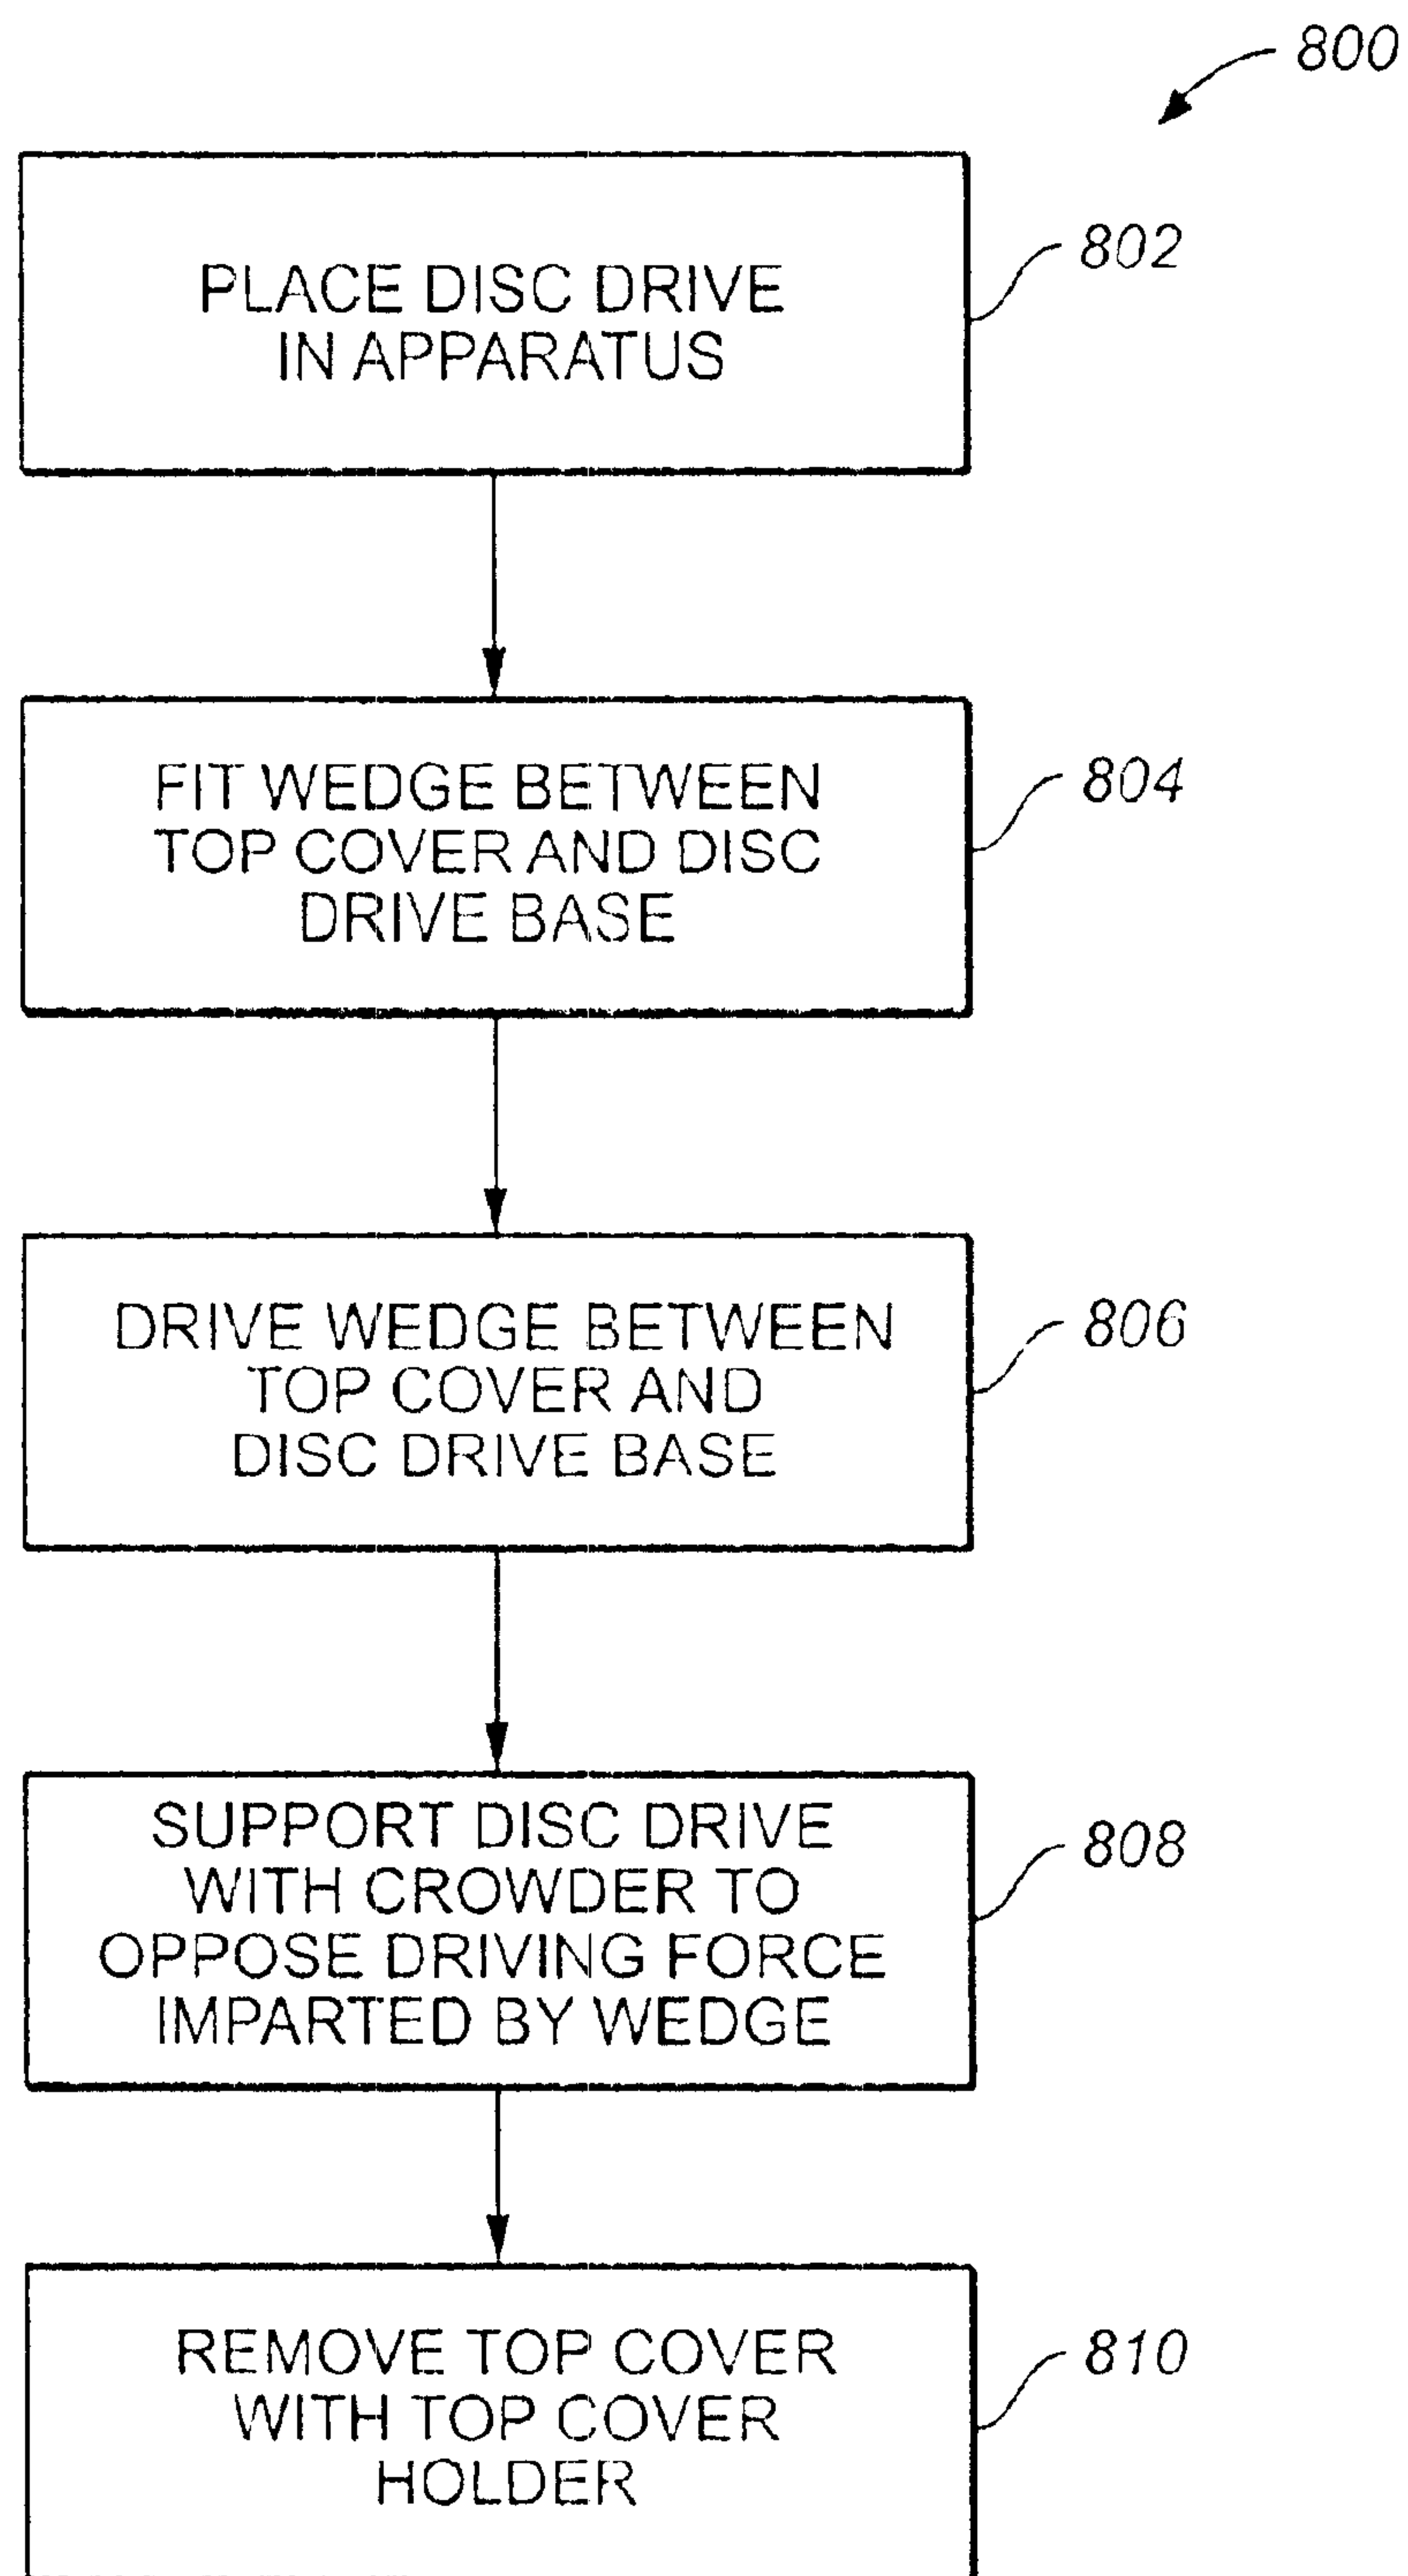 800
PLACE DISC DRIVE
IN APPARATUS
802
FIT WEDGE BETWEEN
TOP COVER AND DISC
DRIVE BASE
804
DRIVE WEDGE BETWEEN
TOP COVER AND
DISC DRIVE BASE
806
SUPPORT DISC DRIVE
WITH CROWDER TO
OPPOSE DRIVING FORCE
IMPARTED BY WEDGE
808
REMOVE TOP COVER
WITH TOP COVER
HOLDER
810